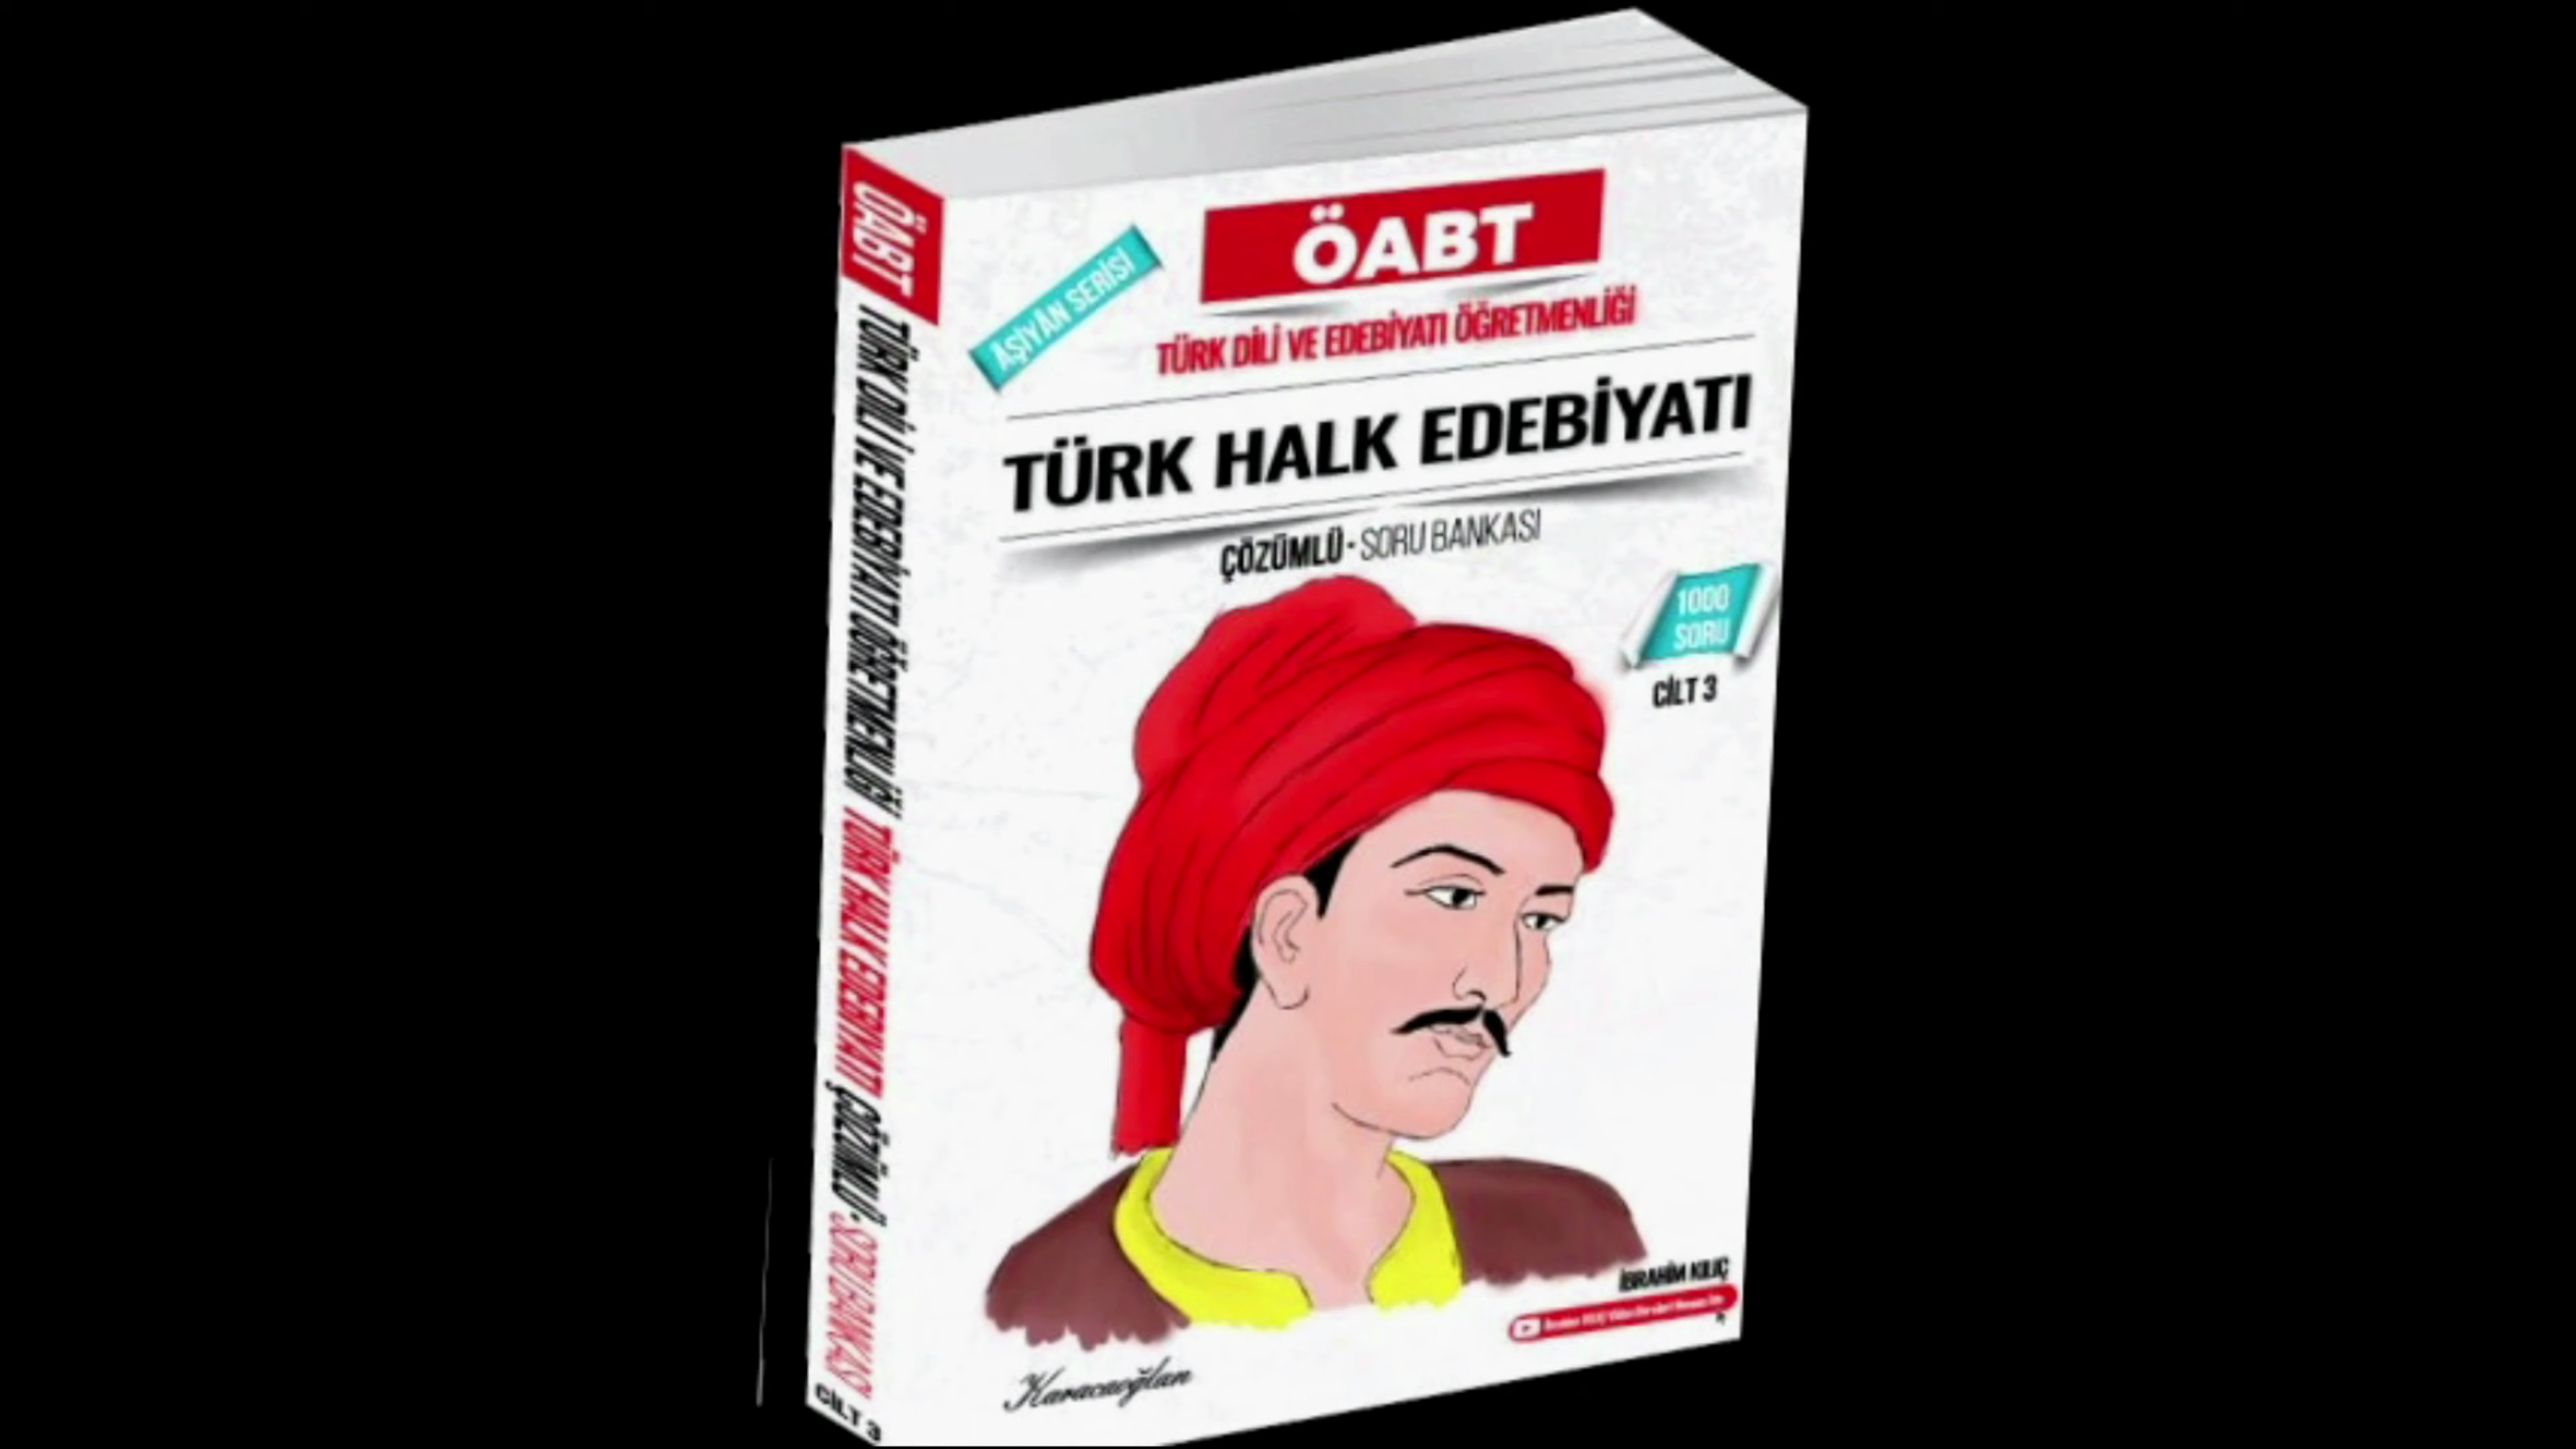 ÖABT
AŞİYÂN SERİSİ
TÜRK DİLİ VE EDEBİYATI ÖĞRETMENLİĞİ
TÜRK HALK EDEBİYATI
ÇÖZÜMLÜ - SORU BANKASI
1000
SORU
CİLT 3
İBRAHİM KILIÇ
Karacaoğlan
ÖABT TÜRK DİLİ VE EDEBİYATI ÖĞRETMENLİĞİ TÜRK HALK EDEBİYATI ÇÖZÜMLÜ - SORU BANKASI
CİLT 3